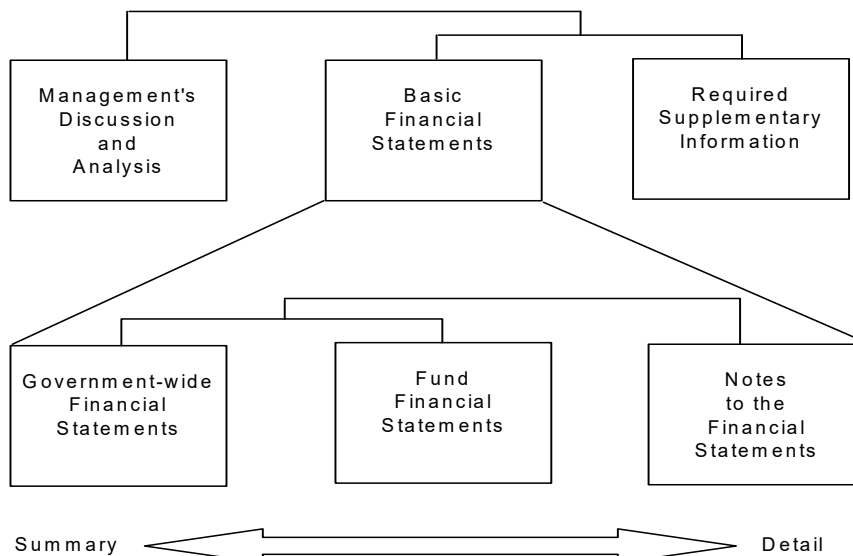 Management's
Discussion
and
Analysis
Basic
Financial
Statements
Required
Supplementary
Information
Government-wide
Financial
Statements
Fund
Financial
Statements
Notes
to the
Financial
Statements
Summary
Detail